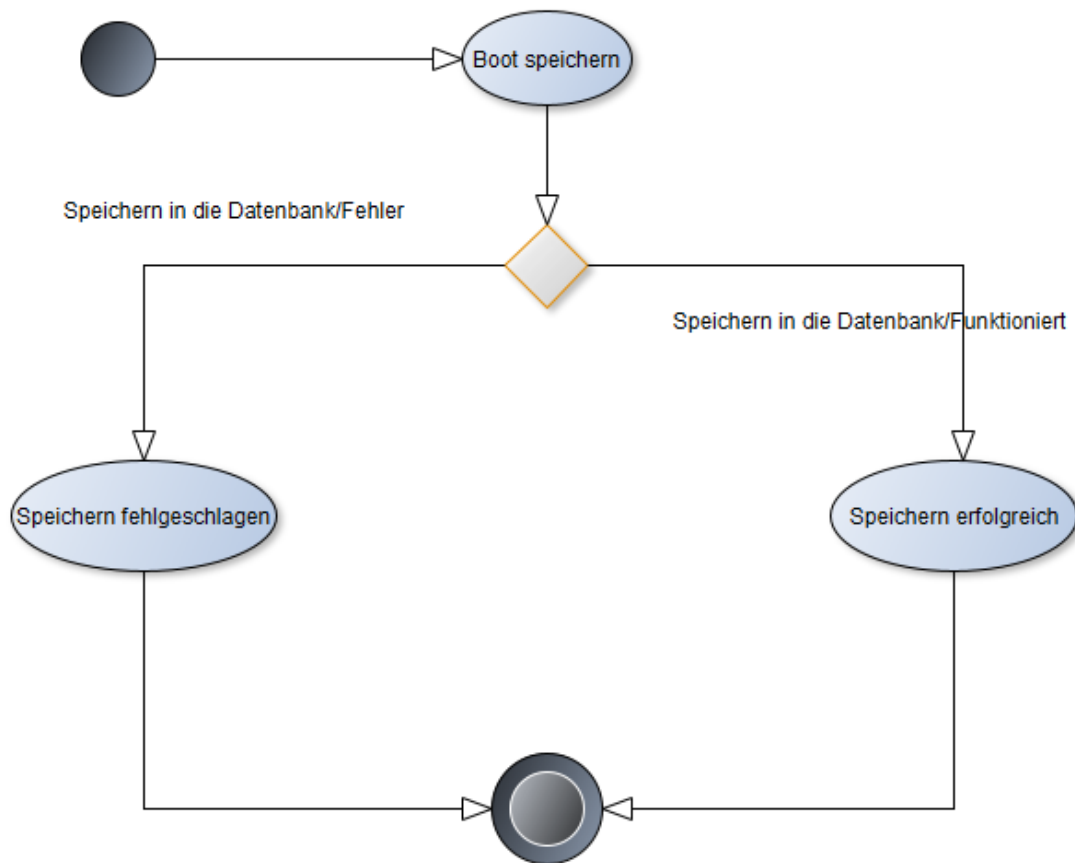 Boot speichern
Speichern in die Datenbank/Fehler
Speichern in die Datenbank/Funktioniert
Speichern fehlgeschlagen
Speichern erfolgreich